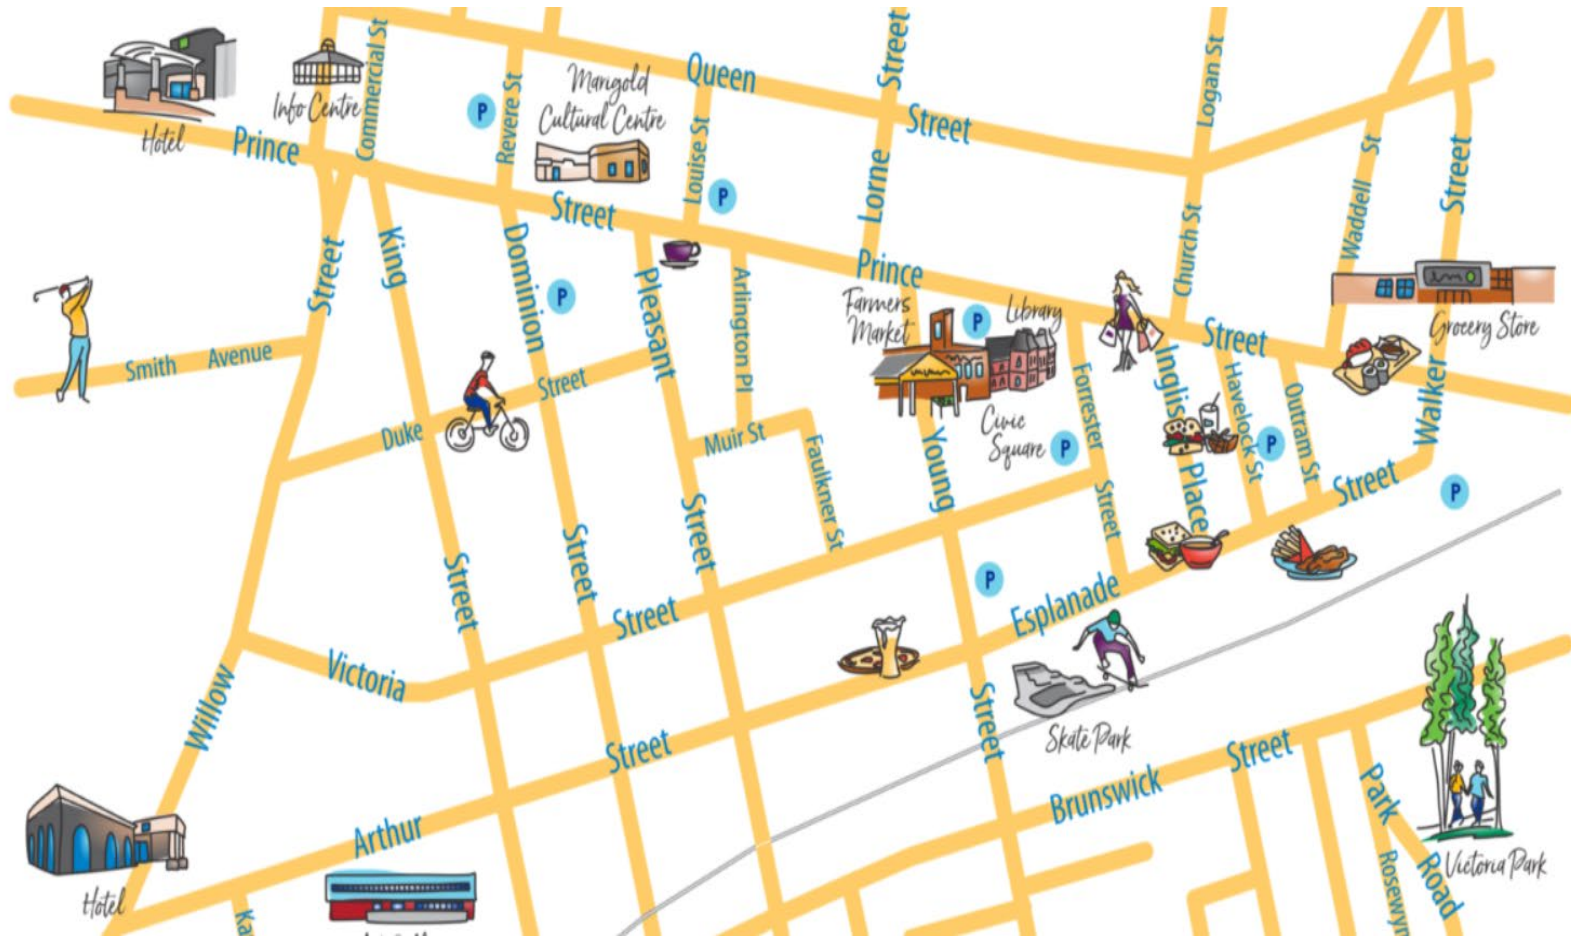 Queen
Street
Commercial St
Revere St
Marigold
Cultural Centre
Info Centre
Hotel
Prince
Street
P
Louise St
P
Lorne
Street
Logan St
Church St
Waddell St
Walker
Street
Grocery Store
Prince
Street
Farmers
Market
P
Library
Civic
Square
P
Street
King
Street
Dominion
Street
P
Pleasant
Street
Arlington Pl
Smith Avenue
Duke
Street
Muir St
Faulkner St
Young
Street
Forrester
Street
Inglis
Place
Havelock St
P
Outram St
Street
P
P
Esplanade
Willow
Victoria
Street
Street
Arthur
Skate Park
Brunswick
Street
Park
Road
Victoria Park
Hotel